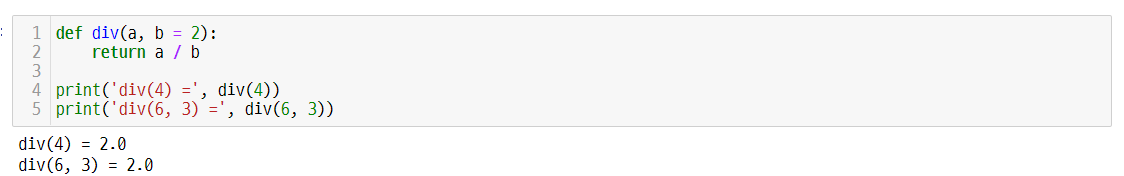 1 def div(a, b = 2):
2     return a / b
3
4 print('div(4) =', div(4))
5 print('div(6, 3) =', div(6, 3))
div(4) = 2.0
div(6, 3) = 2.0